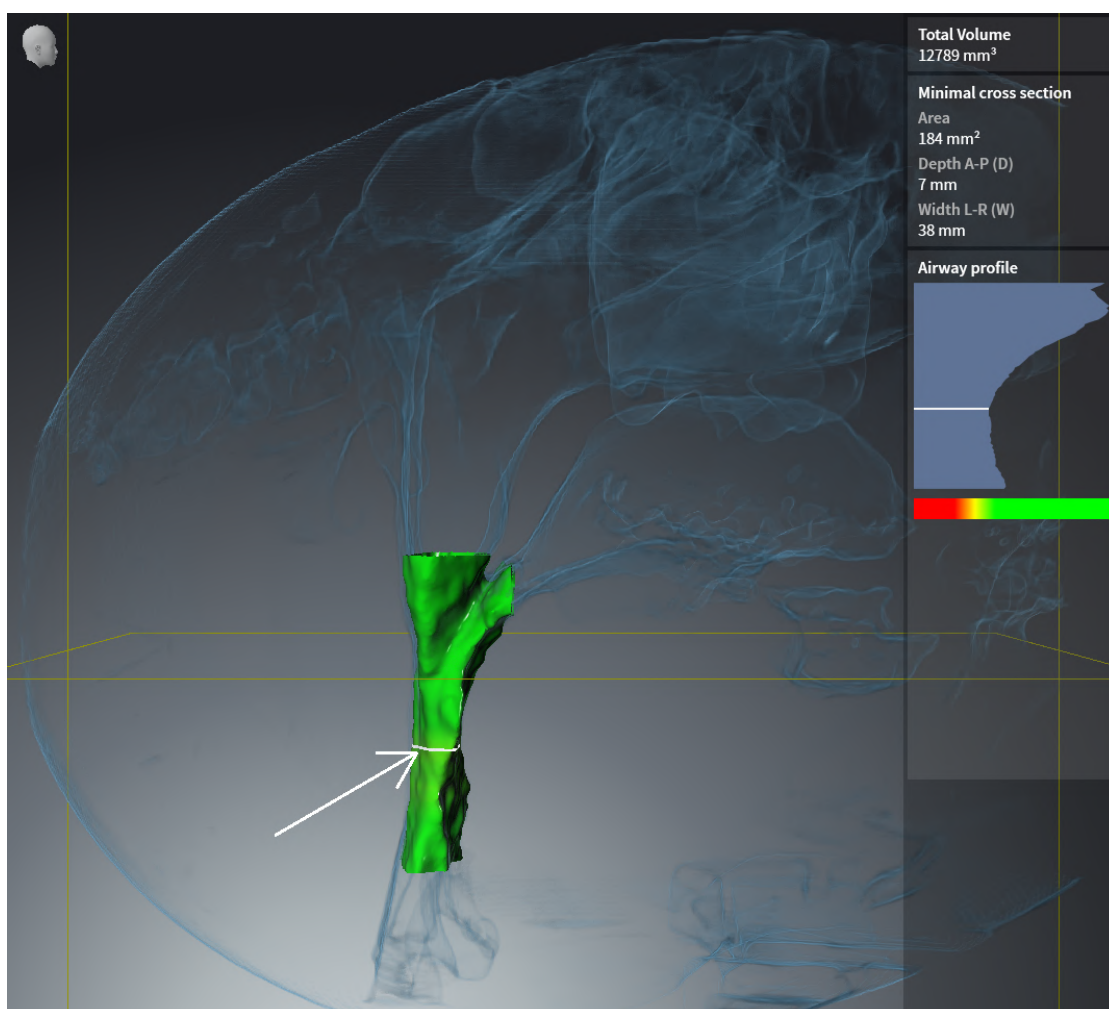 Total Volume
12789 mm³
Minimal cross section
Area
184 mm²
Depth A-P (D)
7 mm
Width L-R (W)
38 mm
Airway profile